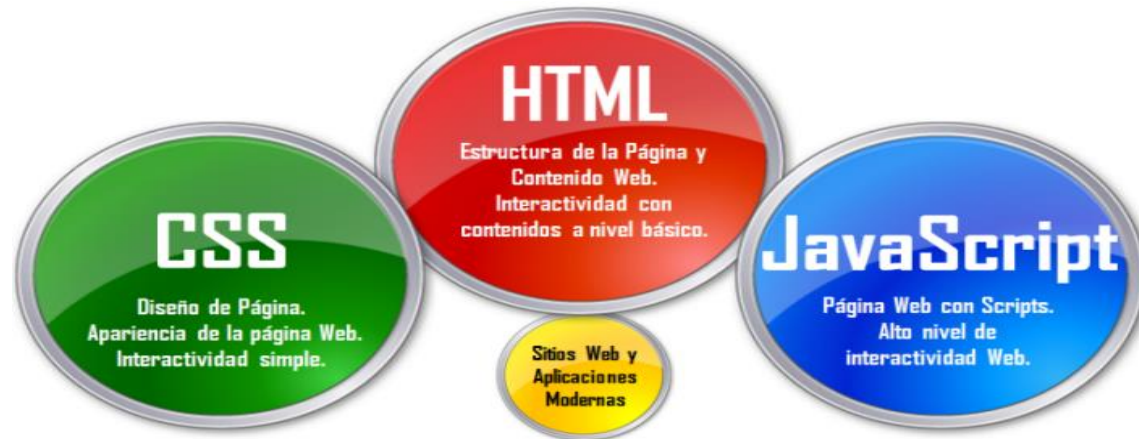 HTML
Estructura de la Página y
Contenido Web.
Interactividad con
contenidos a nivel básico.
CSS
Diseño de Página.
Apariencia de la página Web.
Interactividad simple.
JavaScript
Página Web con Scripts.
Alto nivel de
interactividad Web.
Sitios Web y
Aplicaciones
Modernas